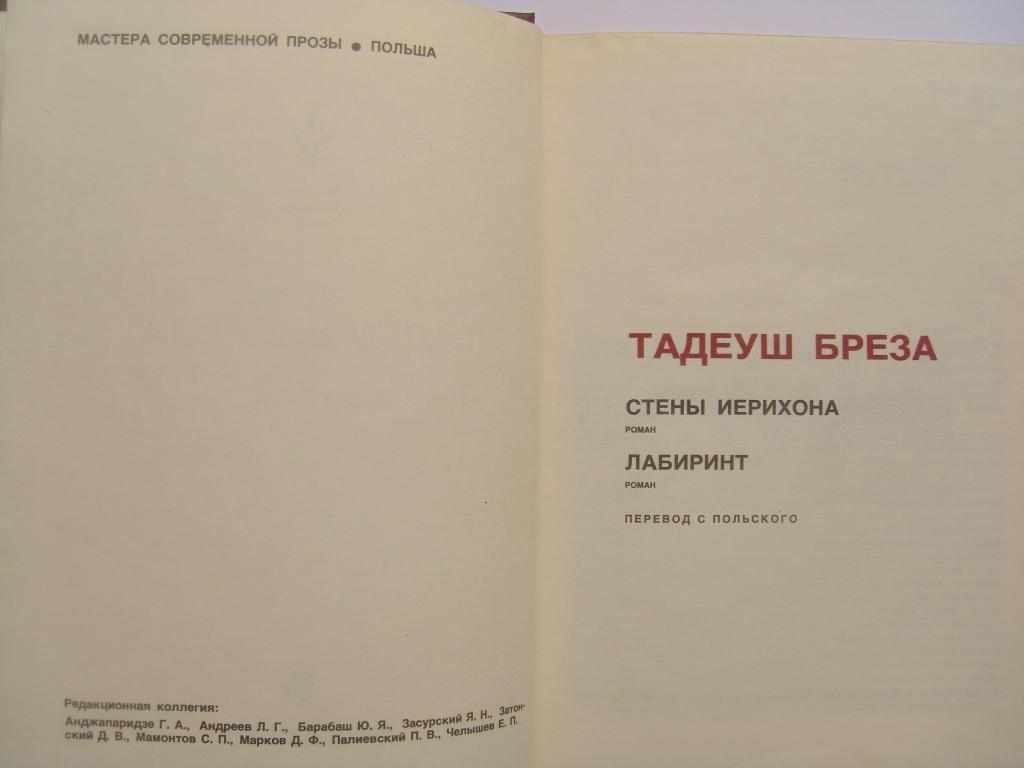 МАСТЕРА СОВРЕМЕННОЙ ПРОЗЫ ● ПОЛЬША
Редакционная коллегия:
Анджапаридзе Г. А., Андреев Л. Г., Барабаш Ю. Я., Засурский Я. Н., Затон-
ский Д. В., Мамонтов С. П., Марков Д. Ф., Палиевский П. В., Челышев Е. П.
ТАДЕУШ БРЕЗА
СТЕНЫ ИЕРИХОНА
РОМАН
ЛАБИРИНТ
РОМАН
ПЕРЕВОД С ПОЛЬСКОГО